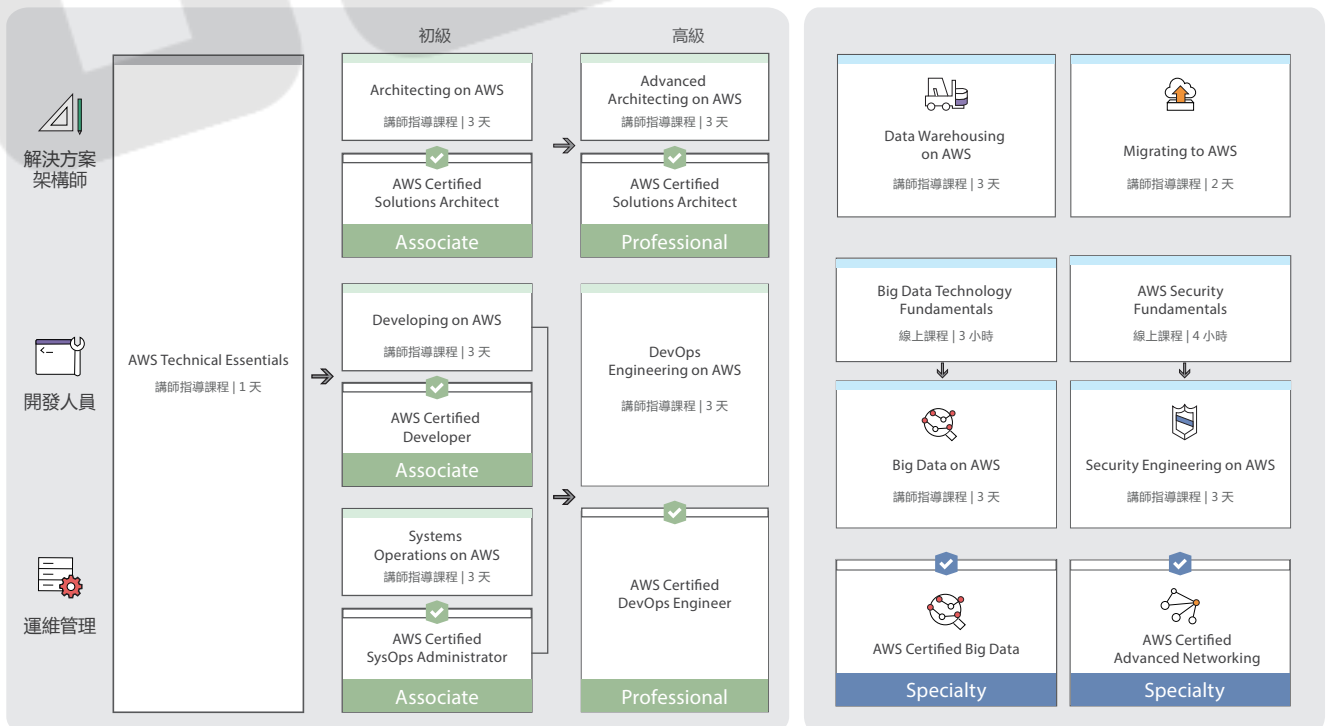 初級
高級
解決方案
架構師
開發人員
運維管理
AWS Technical Essentials
講師指導課程 | 1 天
Architecting on AWS
講師指導課程 | 3 天
AWS Certified
Solutions Architect
Associate
Advanced
Architecting on AWS
講師指導課程 | 3 天
AWS Certified
Solutions Architect
Professional
Developing on AWS
講師指導課程 | 3 天
AWS Certified
Developer
Associate
Systems
Operations on AWS
講師指導課程 | 3 天
AWS Certified
SysOps Administrator
Associate
DevOps
Engineering on AWS
講師指導課程 | 3 天
AWS Certified
DevOps Engineer
Professional
Data Warehousing
on AWS
講師指導課程 | 3 天
Migrating to AWS
講師指導課程 | 2 天
Big Data Technology
Fundamentals
線上課程 | 3 小時
AWS Security
Fundamentals
線上課程 | 4 小時
Big Data on AWS
講師指導課程 | 3 天
Security Engineering on AWS
講師指導課程 | 3 天
AWS Certified Big Data
Specialty
AWS Certified
Advanced Networking
Specialty